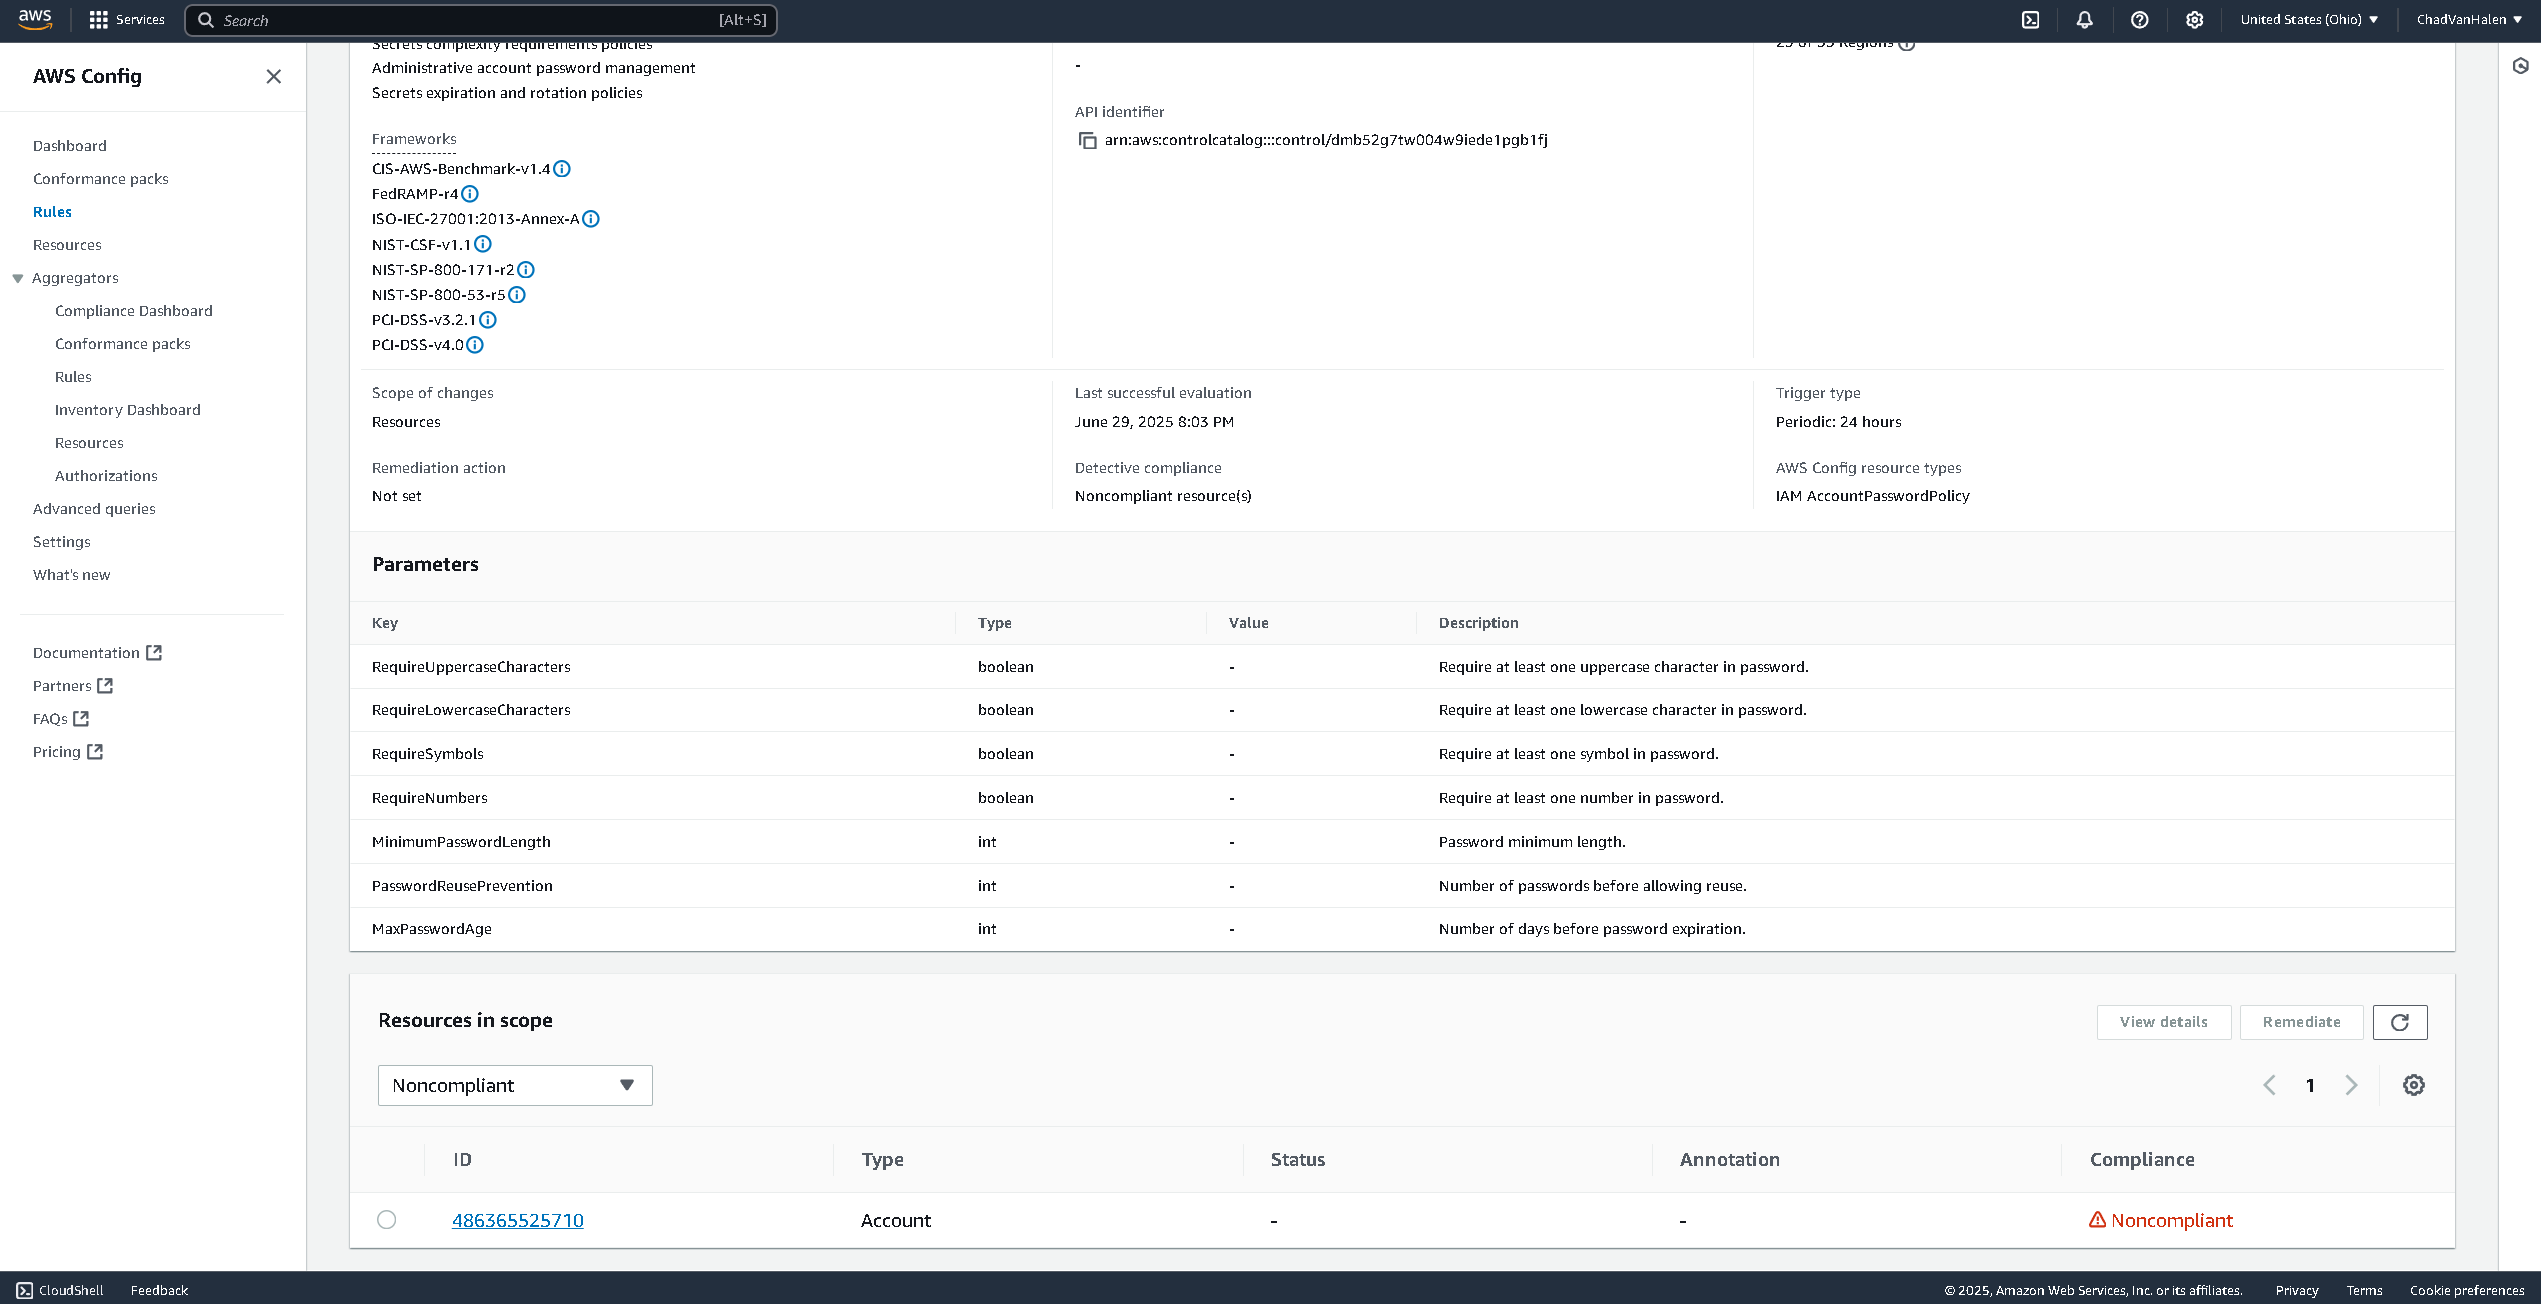 aws
Services
Search
[Alt+S]
United States (Ohio)
ChadVanHalen
AWS Config
Dashboard
Conformance packs
Rules
Resources
Aggregators
Compliance Dashboard
Conformance packs
Rules
Inventory Dashboard
Resources
Authorizations
Advanced queries
Settings
What's new
Documentation
Partners
FAQs
Pricing
Secrets complexity requirements policies
Administrative account password management
Secrets expiration and rotation policies
Frameworks
CIS-AWS-Benchmark-v1.4
FedRAMP-r4
ISO-IEC-27001:2013-Annex-A
NIST-CSF-v1.1
NIST-SP-800-171-r2
NIST-SP-800-53-r5
PCI-DSS-v3.2.1
PCI-DSS-v4.0
-
API identifier
arn:aws:controlcatalog:::control/dmb52g7tw004w9iede1pgb1fj
Regions
Scope of changes
Resources
Last successful evaluation
June 29, 2025 8:03 PM
Trigger type
Periodic: 24 hours
Remediation action
Not set
Detective compliance
Noncompliant resource(s)
AWS Config resource types
IAM AccountPasswordPolicy
Parameters
Key Type Value Description
RequireUppercaseCharacters boolean - Require at least one uppercase character in password.
RequireLowercaseCharacters boolean - Require at least one lowercase character in password.
RequireSymbols boolean - Require at least one symbol in password.
RequireNumbers boolean - Require at least one number in password.
MinimumPasswordLength int - Password minimum length.
PasswordReusePrevention int - Number of passwords before allowing reuse.
MaxPasswordAge int - Number of days before password expiration.
Resources in scope
View details
Remediate
Noncompliant
1
ID Type Status Annotation Compliance
486365525710 Account - - Noncompliant
CloudShell
Feedback
© 2025, Amazon Web Services, Inc. or its affiliates.
Privacy
Terms
Cookie preferences